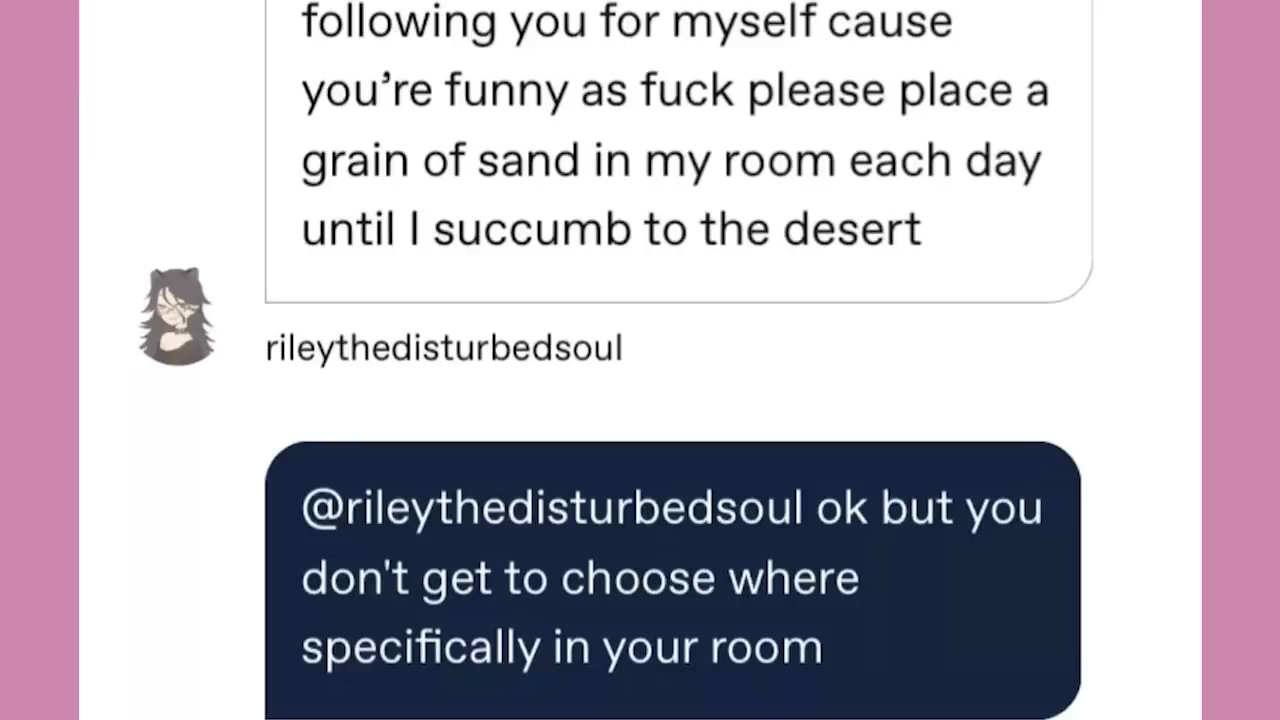 following you for myself cause
you’re funny as fuck please place a
grain of sand in my room each day
until I succumb to the desert
rileythedisturbedsoul
@rileythedisturbedsoul ok but you
don't get to choose where
specifically in your room